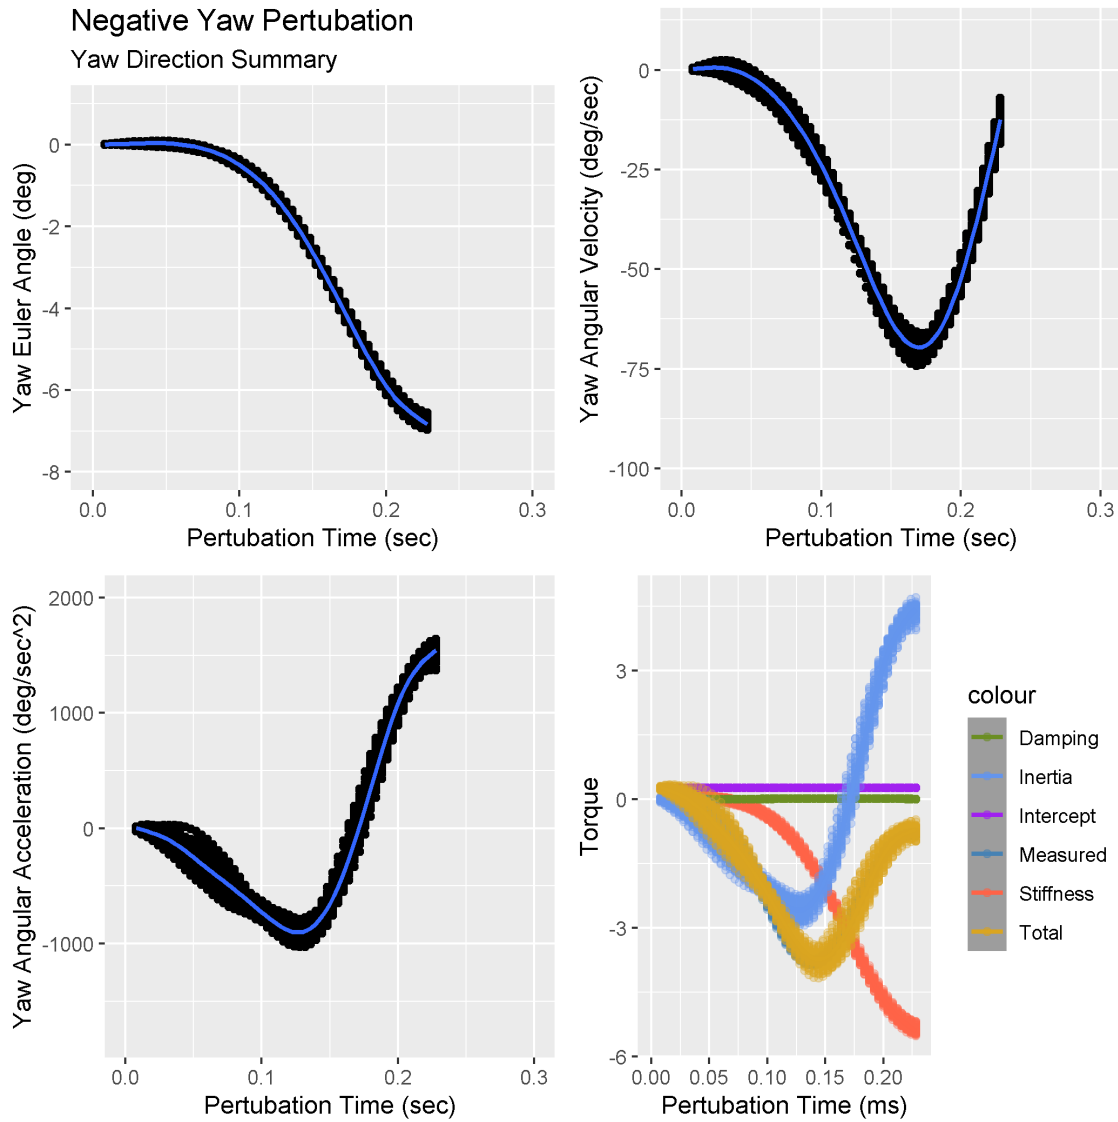 Negative Yaw Pertubation
Yaw Direction Summary
Yaw Euler Angle (deg)
0
-2
-4
-6
-8
0.0
0.1
0.2
0.3
Pertubation Time (sec)
Yaw Angular Velocity (deg/sec)
0
-25
-50
-75
-100
0.0
0.1
0.2
0.3
Pertubation Time (sec)
Yaw Angular Acceleration (deg/sec^2)
2000
1000
0
-1000
0.0
0.1
0.2
0.3
Pertubation Time (sec)
Torque
3
0
-3
-6
0.00
0.05
0.10
0.15
0.20
Pertubation Time (ms)
colour
Damping
Inertia
Intercept
Measured
Stiffness
Total